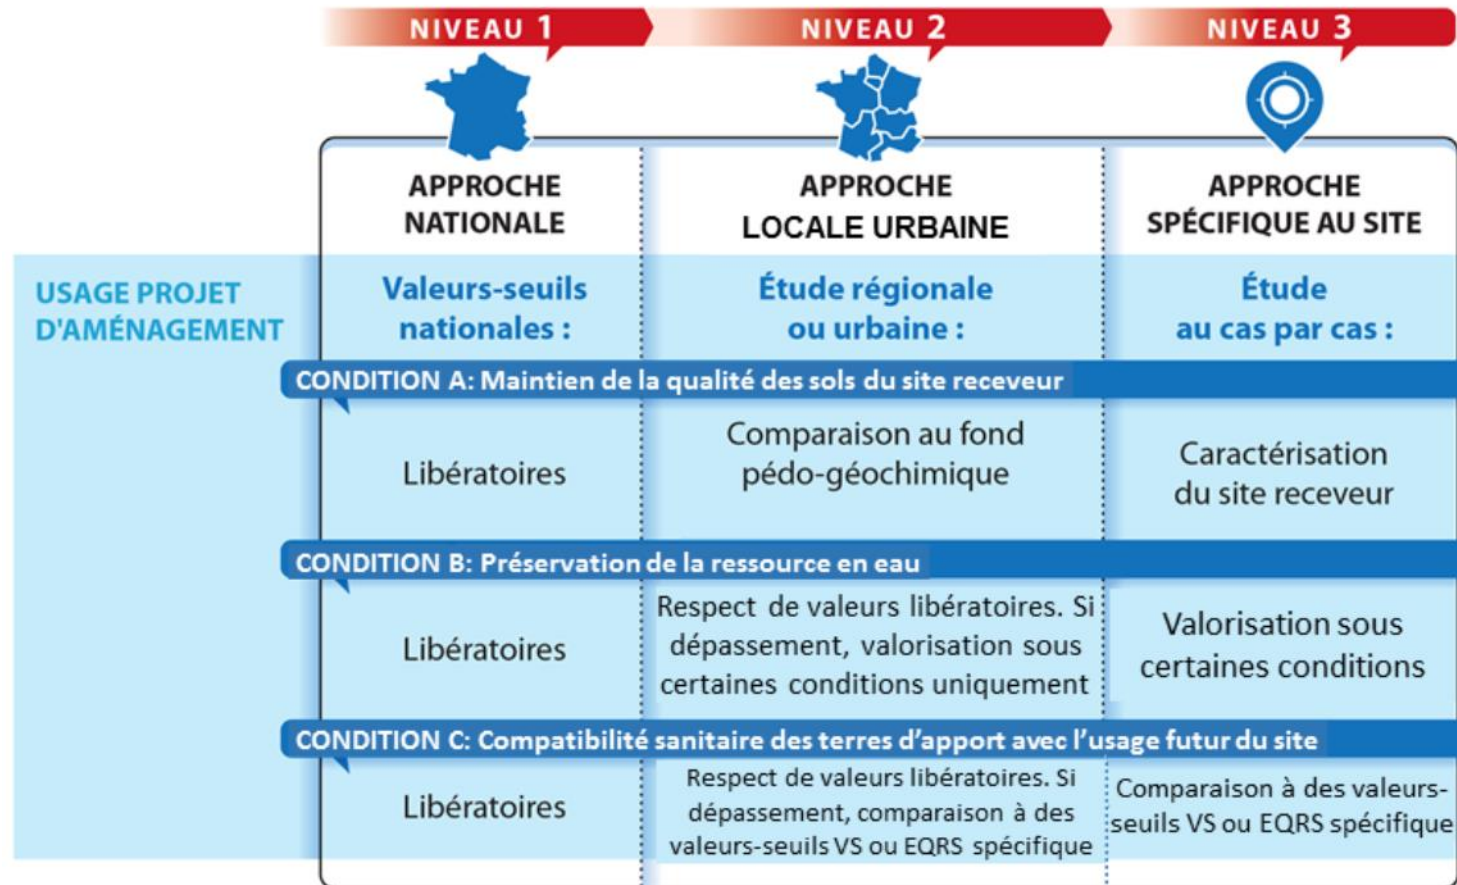 NIVEAU 1
NIVEAU 2
NIVEAU 3
APPROCHE
NATIONALE
APPROCHE
LOCALE URBAINE
APPROCHE
SPÉCIFIQUE AU SITE
USAGE PROJET
D'AMÉNAGEMENT
Valeurs-seuils
nationales :
Étude régionale
ou urbaine :
Étude
au cas par cas :
CONDITION A: Maintien de la qualité des sols du site receveur
Libératoires
Comparaison au fond
pédo-géochimique
Caractérisation
du site receveur
CONDITION B: Préservation de la ressource en eau
Libératoires
Respect de valeurs libératoires. Si
dépassement, valorisation sous
certaines conditions uniquement
Valorisation sous
certaines conditions
CONDITION C: Compatibilité sanitaire des terres d’apport avec l’usage futur du site
Libératoires
Respect de valeurs libératoires. Si
dépassement, comparaison à des
valeurs-seuils VS ou EQRS spécifique
Comparaison à des valeurs-
seuils VS ou EQRS spécifique